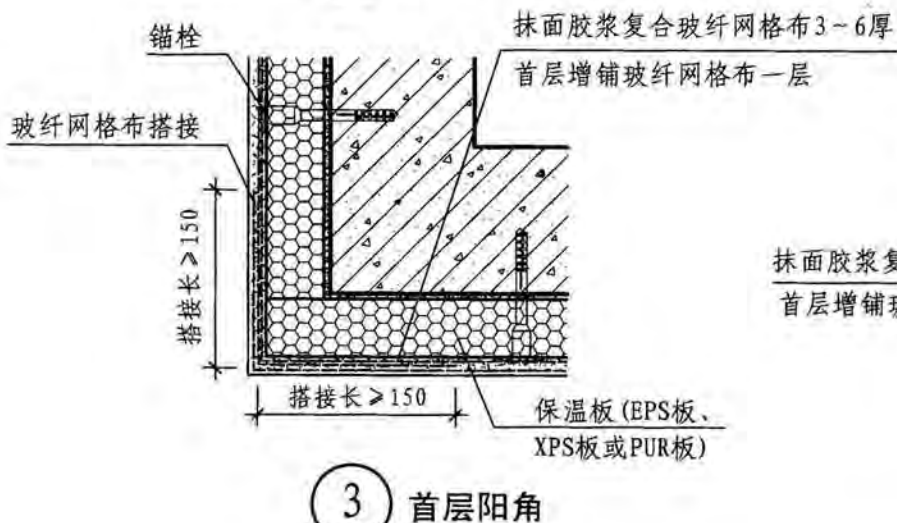 锚栓
抹面胶浆复合玻纤网格布3~6厚
首层增铺玻纤网格布一层
玻纤网格布搭接
搭接长≥150
抹面胶浆复
首层增铺玻
搭接长≥150
保温板(EPS板、
XPS板或PUR板)
3 首层阳角